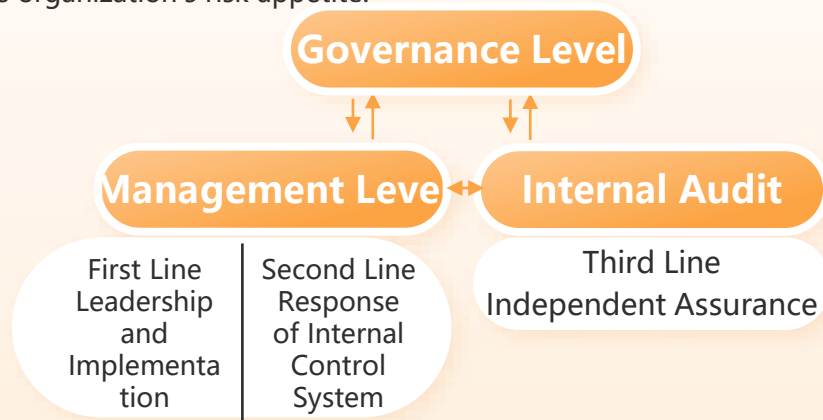 organization's risk appetite.
Governance Level
Management Leve
Internal Audit
First Line
Leadership
and
Implementa
tion
Second Line
Response
of Internal
Control
System
Third Line
Independent Assurance